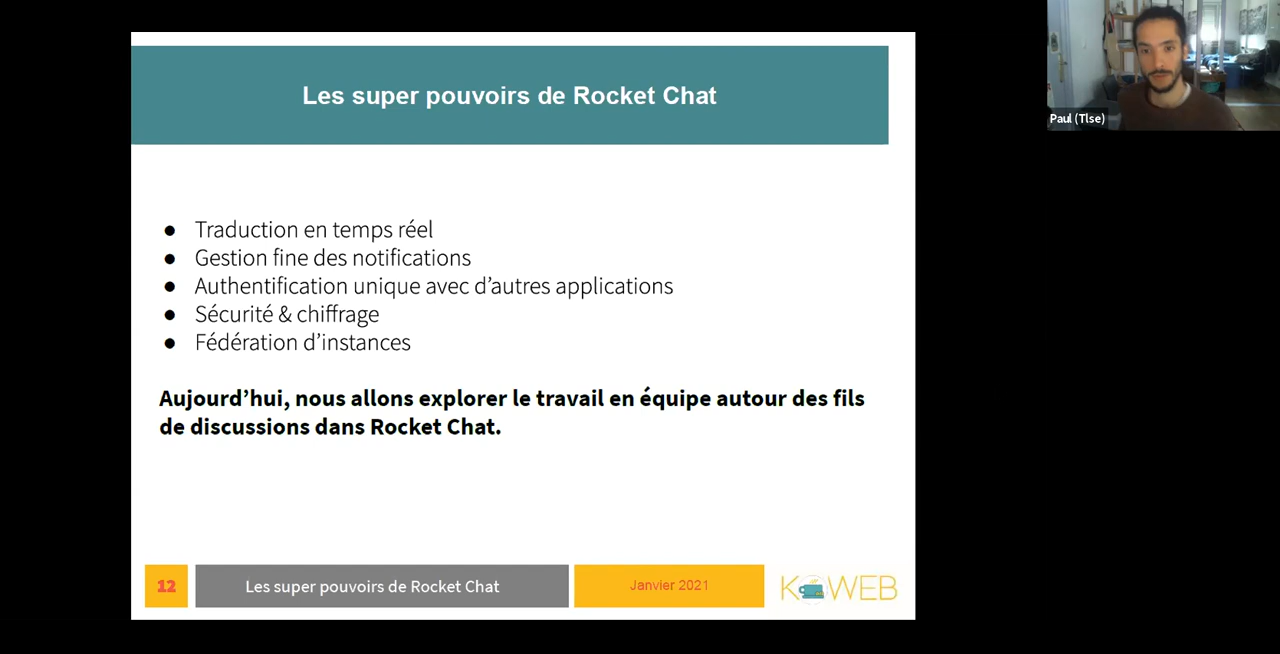 Les super pouvoirs de Rocket Chat
Paul (Tlse)
● Traduction en temps réel
● Gestion fine des notifications
● Authentification unique avec d’autres applications
● Sécurité & chiffrage
● Fédération d’instances
Aujourd’hui, nous allons explorer le travail en équipe autour des fils
de discussions dans Rocket Chat.
12
Les super pouvoirs de Rocket Chat
Janvier 2021
KOWEB